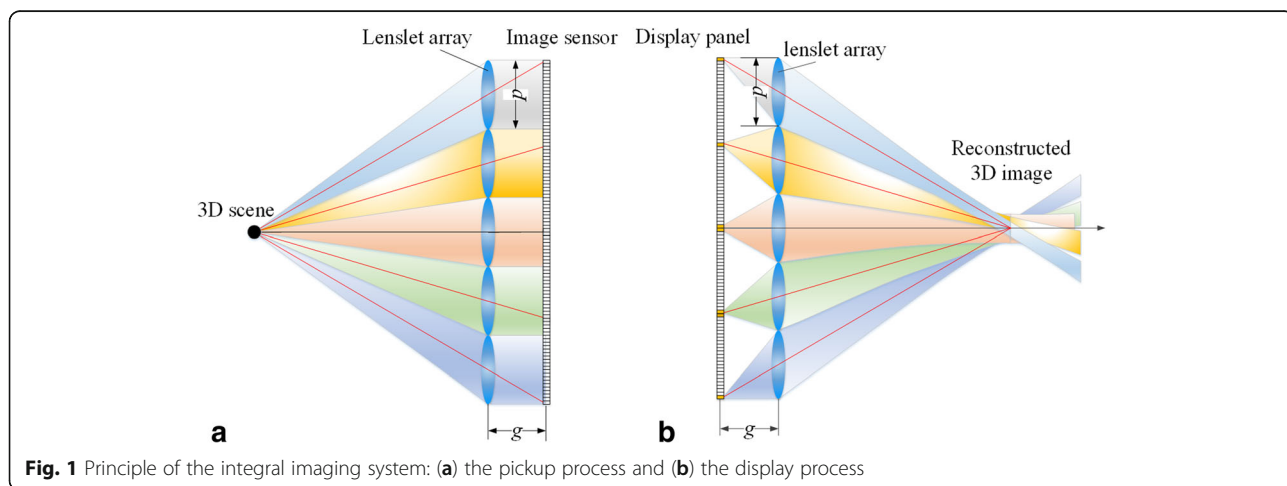 Lenslet array
Image sensor
p
3D scene
g
a
Display panel
lenslet array
p
Reconstructed
3D image
g
b
Fig. 1 Principle of the integral imaging system: (a) the pickup process and (b) the display process